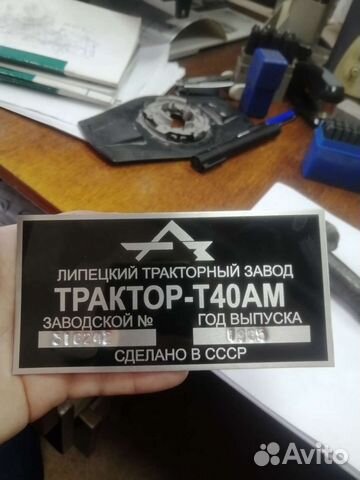 ЛИПЕЦКИЙ ТРАКТОРНЫЙ ЗАВОД
ТРАКТОР-Т40АМ
ЗАВОДСКОЙ № ГОД ВЫПУСКА
СДЕЛАНО В СССР
Avito